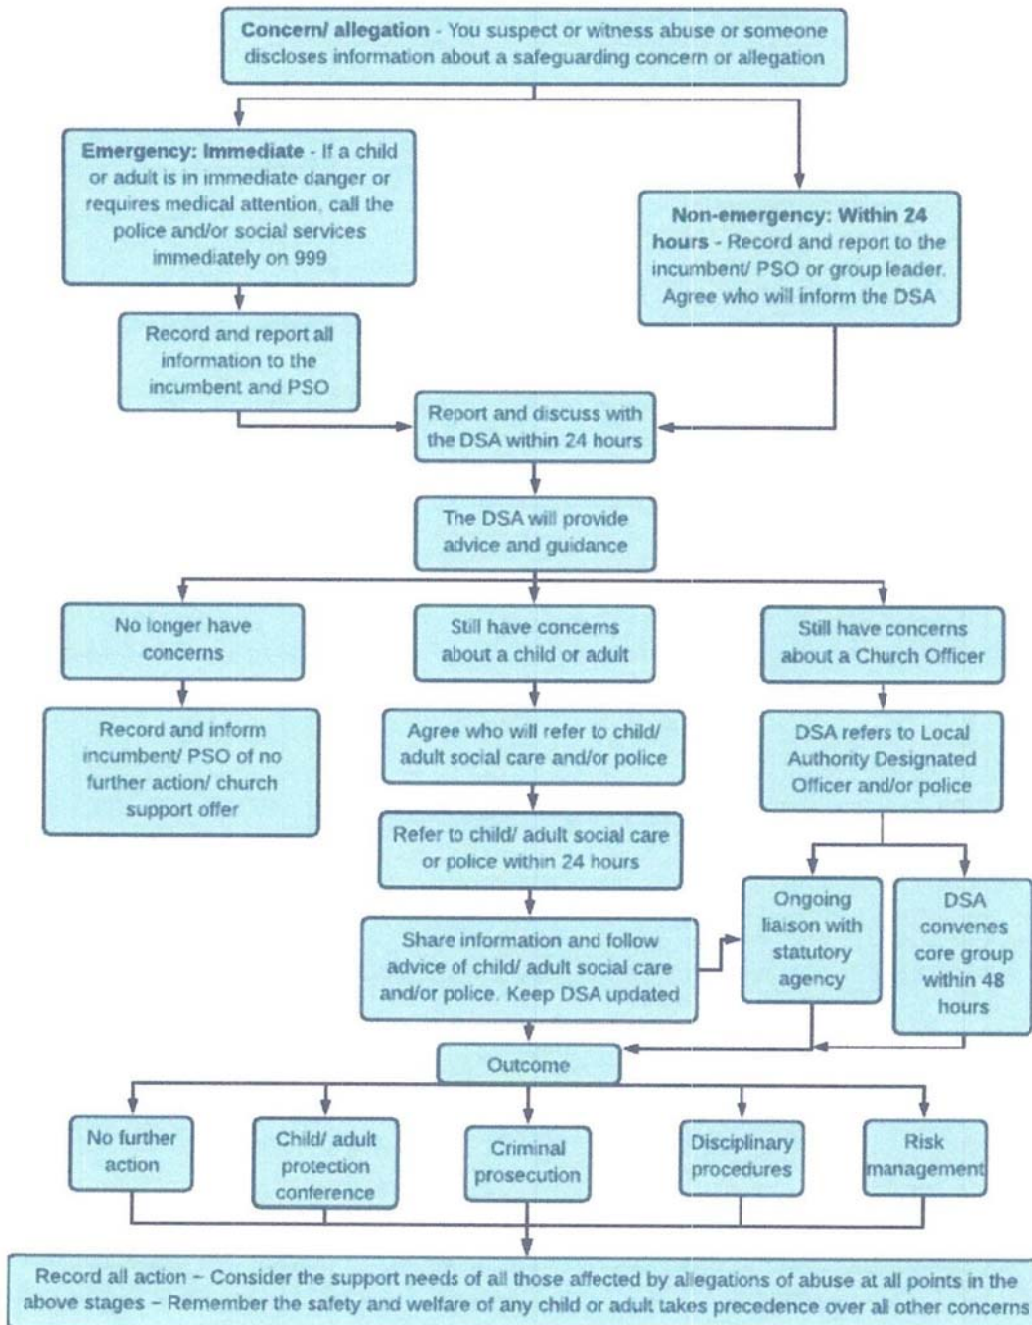 Concern/ allegation - You suspect or witness abuse or someone
discloses information about a safeguarding concern or allegation
Emergency: Immediate - If a child
or adult is in immediate danger or
requires medical attention, call the
police and/or social services
immediately on 999
Non-emergency: Within 24
hours - Record and report to the
incumbent/ PSO or group leader.
Agree who will inform the DSA
Record and report all
information to the
incumbent and PSO
Report and discuss with
the DSA within 24 hours
The DSA will provide
advice and guidance
No longer have
concerns
Still have concerns
about a child or adult
Still have concerns
about a Church Officer
Record and inform
incumbent/ PSO of no
further action/ church
support offer
Agree who will refer to child/
adult social care and/or police
DSA refers to Local
Authority Designated
Officer and/or police
Refer to child/ adult social care
or police within 24 hours
Share information and follow
advice of child/ adult social care
and/or police. Keep DSA updated
Ongoing
liaison with
statutory
agency
DSA
convenes
core group
within 48
hours
Outcome
No further
action
Child/ adult
protection
conference
Criminal
prosecution
Disciplinary
procedures
Risk
management
Record all action – Consider the support needs of all those affected by allegations of abuse at all points in the
above stages – Remember the safety and welfare of any child or adult takes precedence over all other concerns